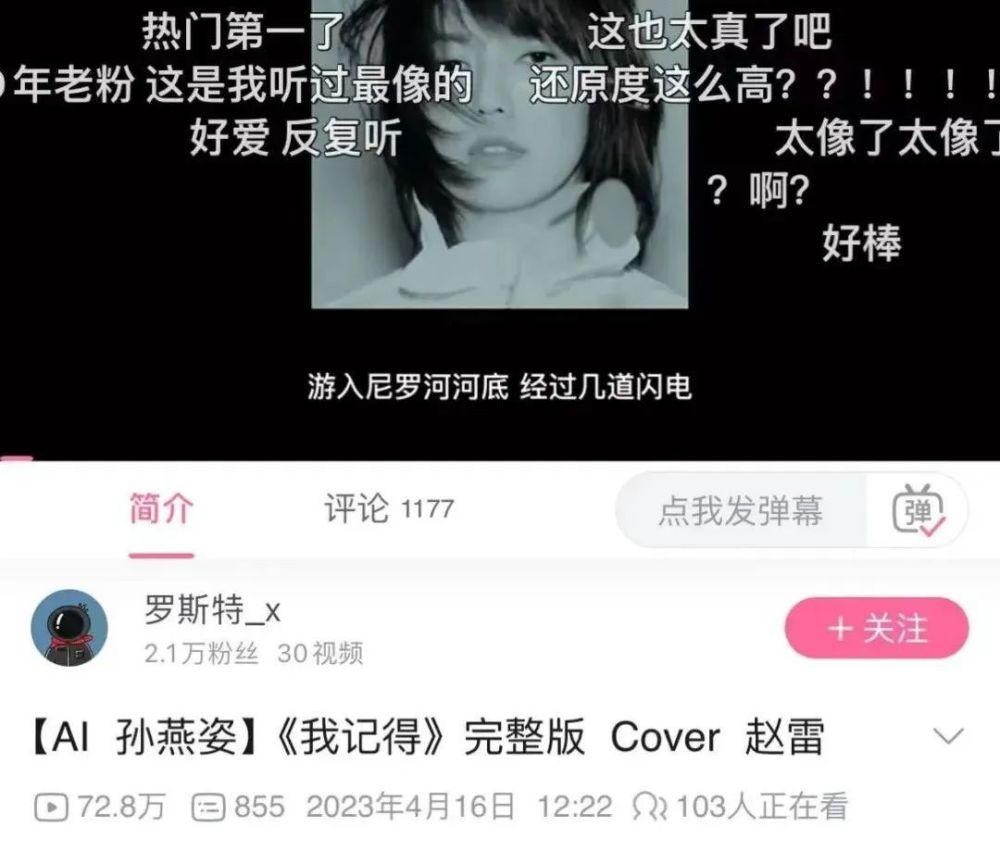 热门第一了 这也太真了吧
年老粉 这是我听过最像的 还原度这么高？？！！！！
好爱 反复听 太像了太像了
？啊？
好棒
游入尼罗河河底 经过几道闪电
简介 评论 1177 点我发弹幕 弹
罗斯特_x
+关注
2.1万粉丝 30视频
【AI 孙燕姿】《我记得》完整版 Cover 赵雷
72.8万 855 2023年4月16日 12:22 103人正在看